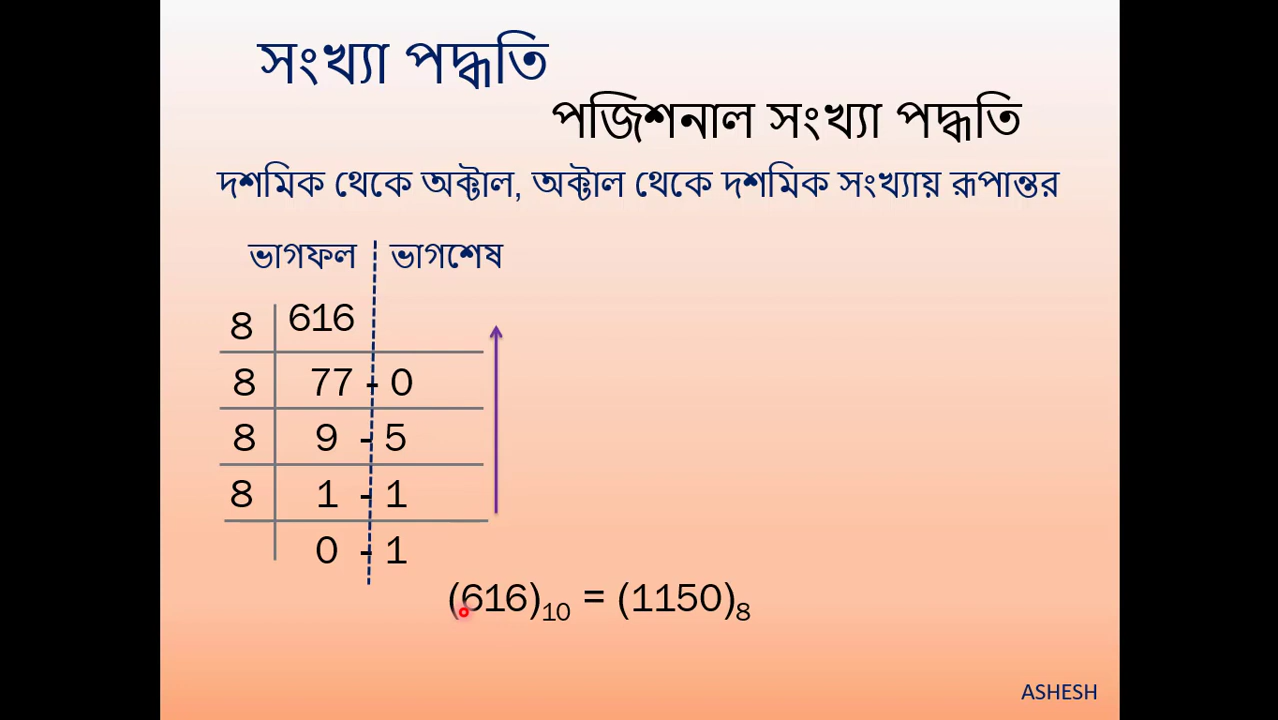 সংখ্যা পদ্ধতি
পজিশনাল সংখ্যা পদ্ধতি
দশমিক থেকে অক্টাল, অক্টাল থেকে দশমিক সংখ্যায় রূপান্তর
ভাগফল ভাগশেষ
8 616
8 77 - 0
8 9 - 5
8 1 - 1
0 - 1
(616)₁₀ = (1150)₈
ASHESH